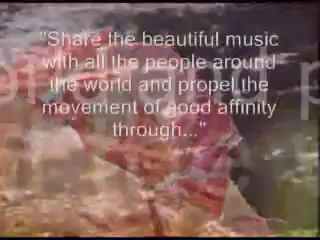 "Share the beautiful music
with all the people around
the world and propel the
movement of good affinity
through..."